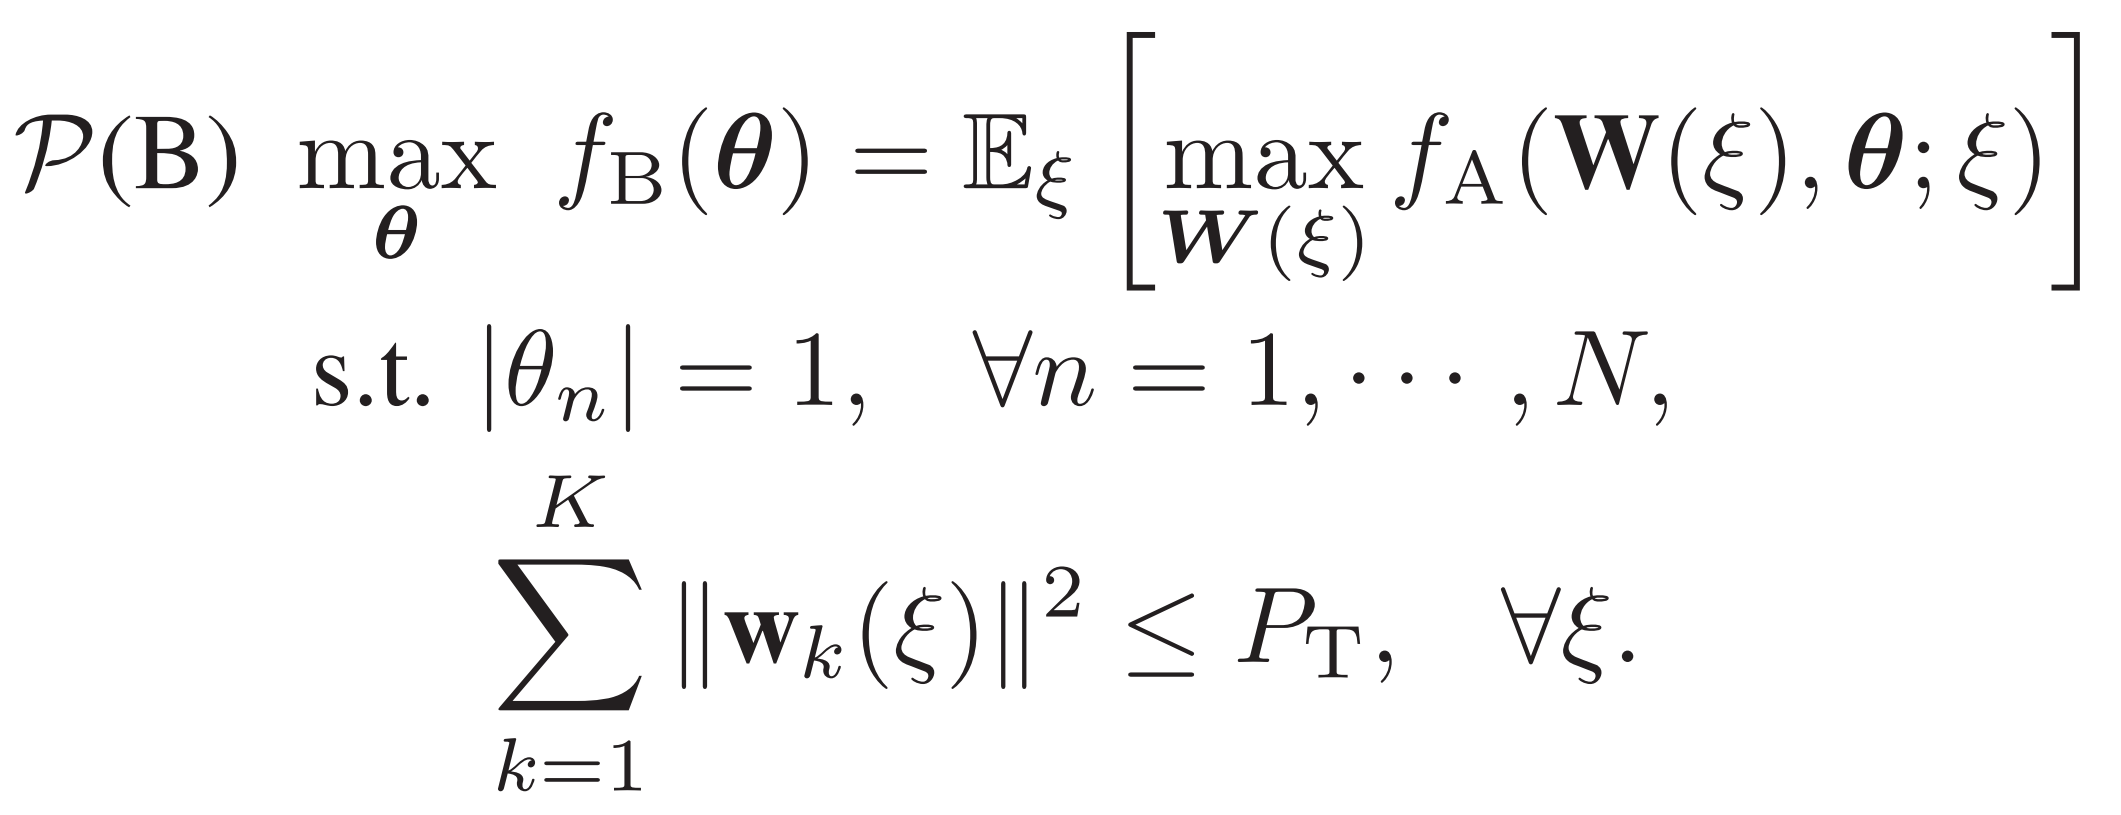 𝒫(B) max_𝜽 f_B(𝜽) = 𝔼_ξ [ max_{𝑾(ξ)} f_A(𝐖(ξ), 𝜽; ξ) ]
s.t. |θ_n| = 1, ∀n = 1, ⋯ , N,
∑_{k=1}^{K} ‖𝐰_k(ξ)‖² ≤ P_T, ∀ξ.